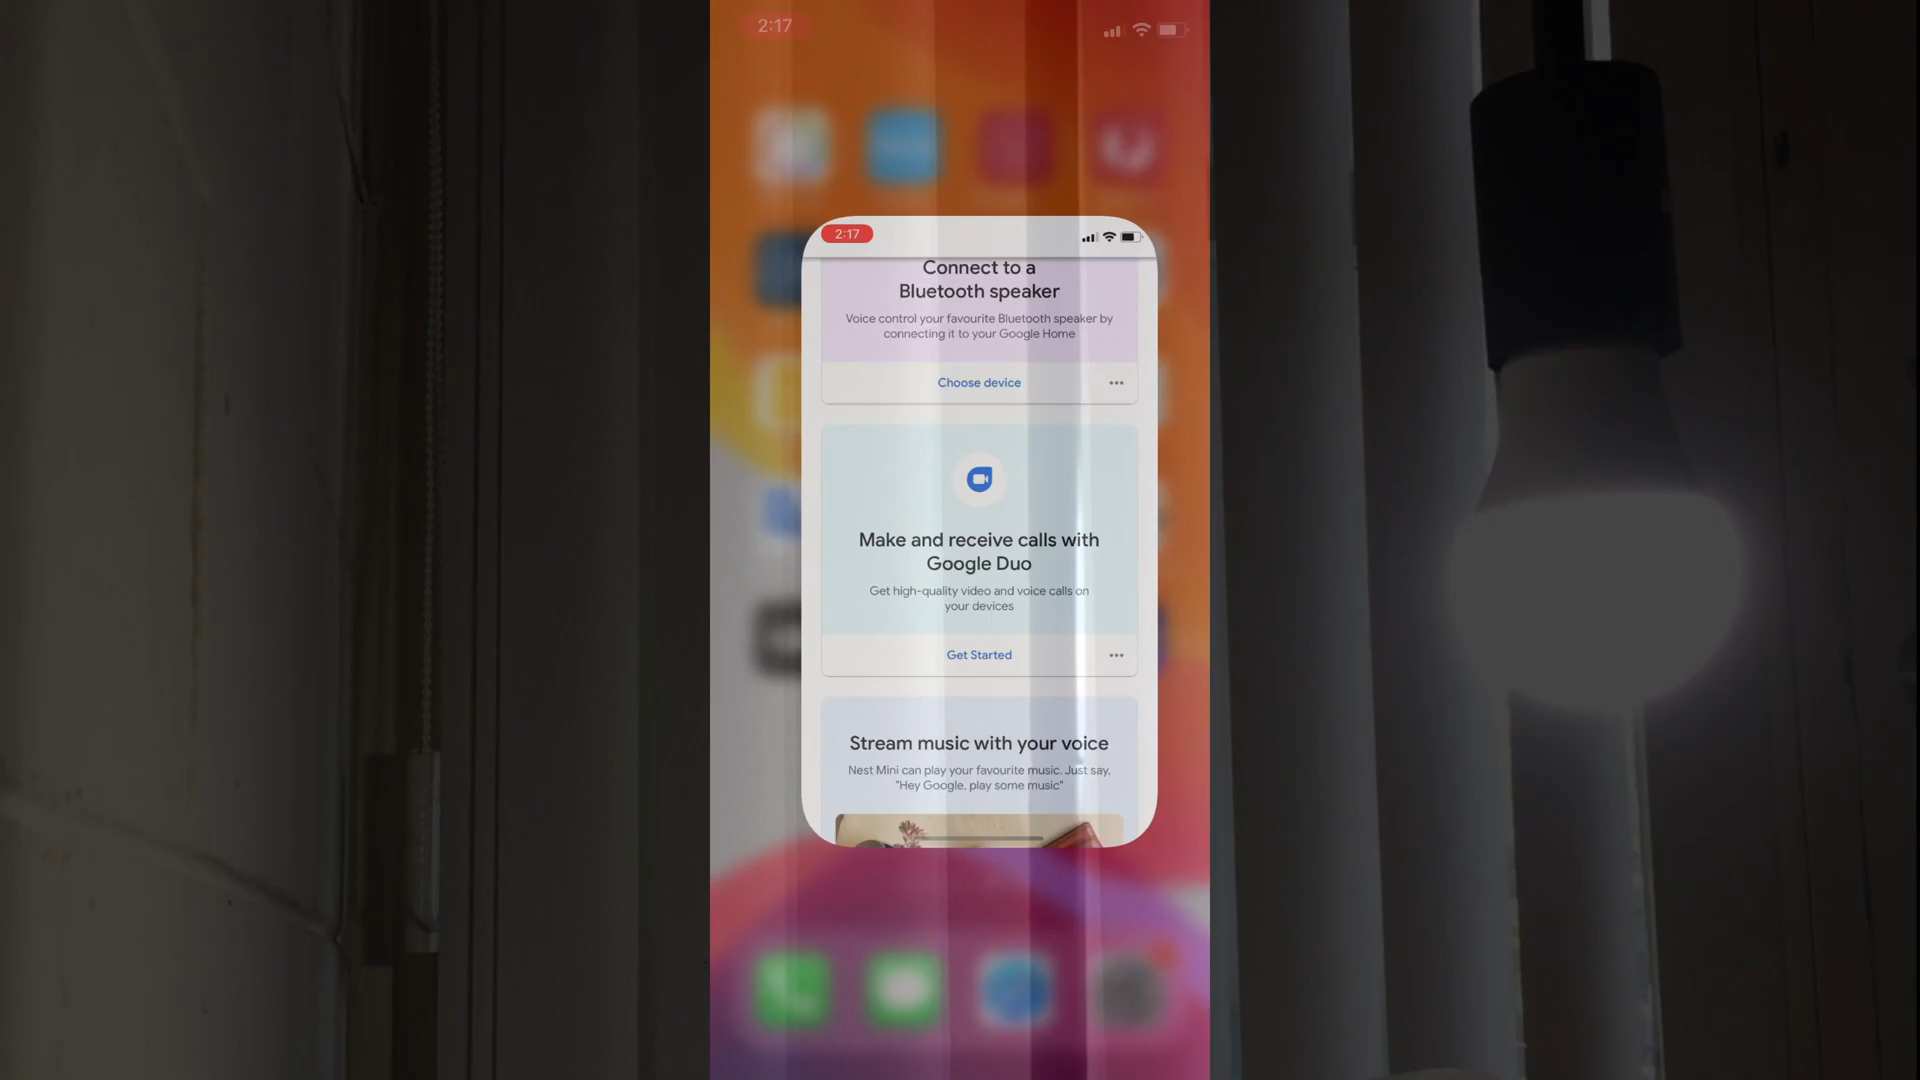 2:17
2:17
Connect to a
Bluetooth speaker
Voice control your favourite Bluetooth speaker by
connecting it to your Google Home
Choose device
Make and receive calls with
Google Duo
Get high-quality video and voice calls on
your devices
Get Started
Stream music with your voice
Nest Mini can play your favourite music. Just say,
"Hey Google, play some music"